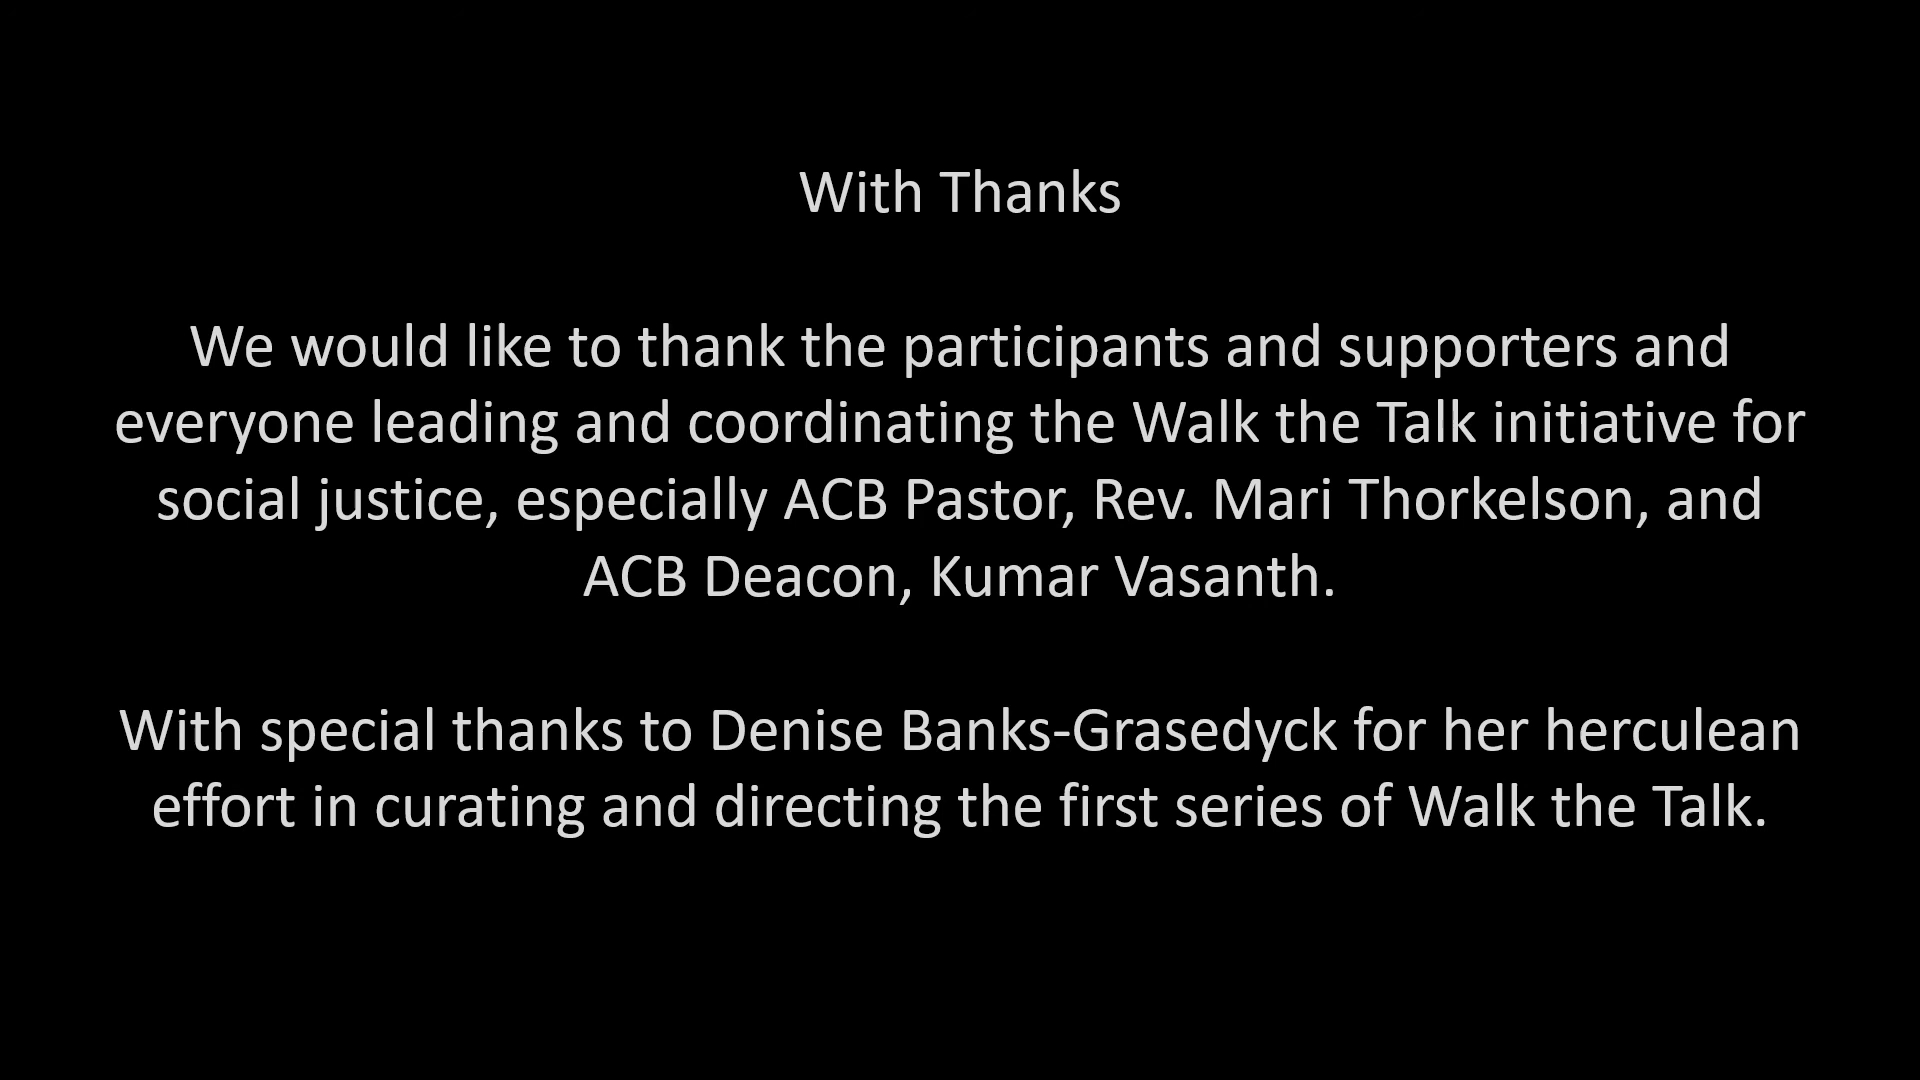 With Thanks
We would like to thank the participants and supporters and
everyone leading and coordinating the Walk the Talk initiative for
social justice, especially ACB Pastor, Rev. Mari Thorkelson, and
ACB Deacon, Kumar Vasanth.
With special thanks to Denise Banks-Grasedyck for her herculean
effort in curating and directing the first series of Walk the Talk.